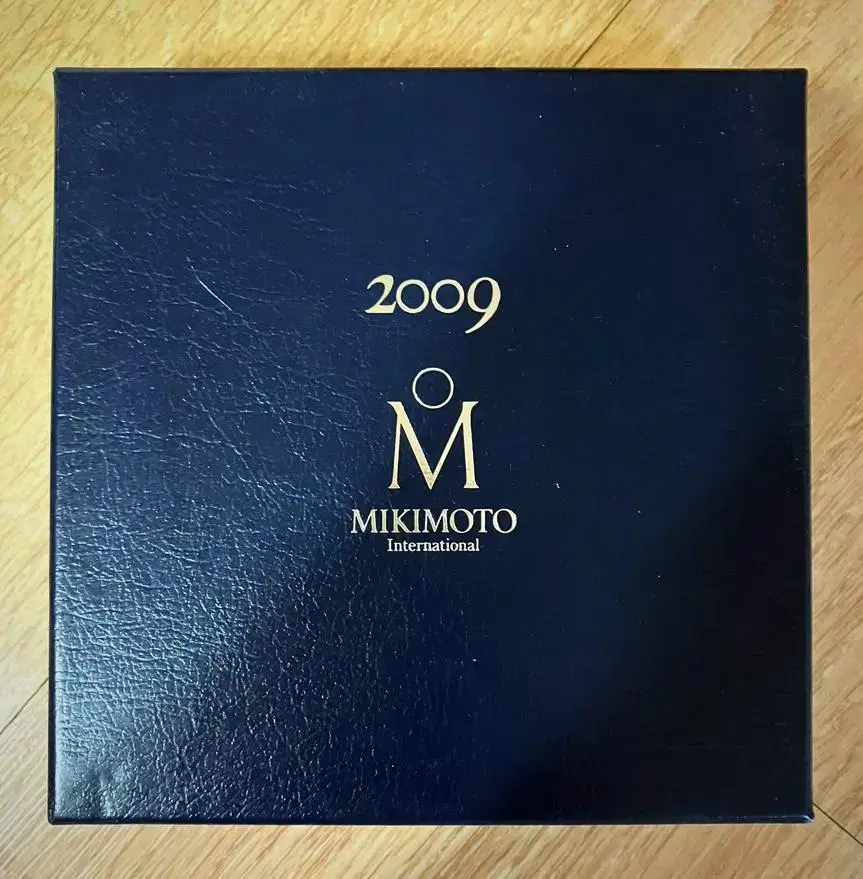 2009
M
MIKIMOTO
International